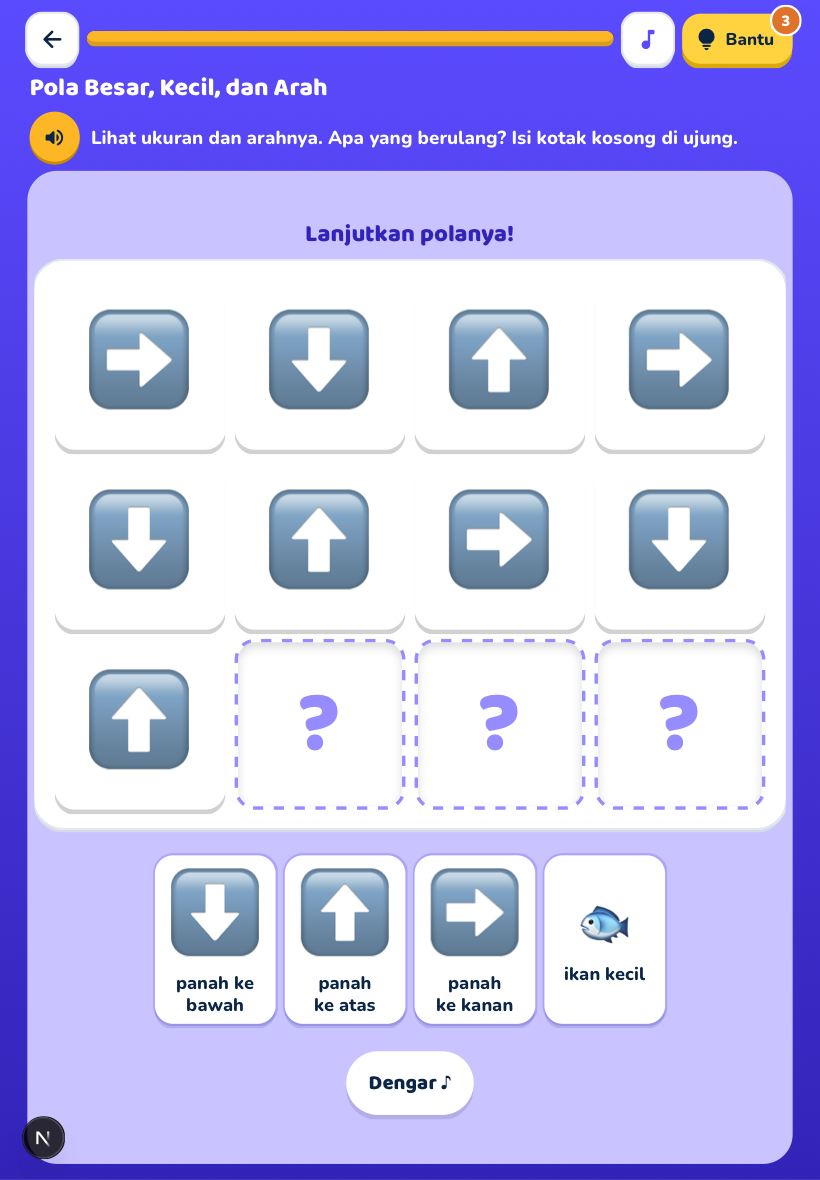 3
Bantu
Pola Besar, Kecil, dan Arah
Lihat ukuran dan arahnya. Apa yang berulang? Isi kotak kosong di ujung.
Lanjutkan polanya!
? ? ?
panah ke
bawah
panah
ke atas
panah
ke kanan
ikan kecil
Dengar ♪
N